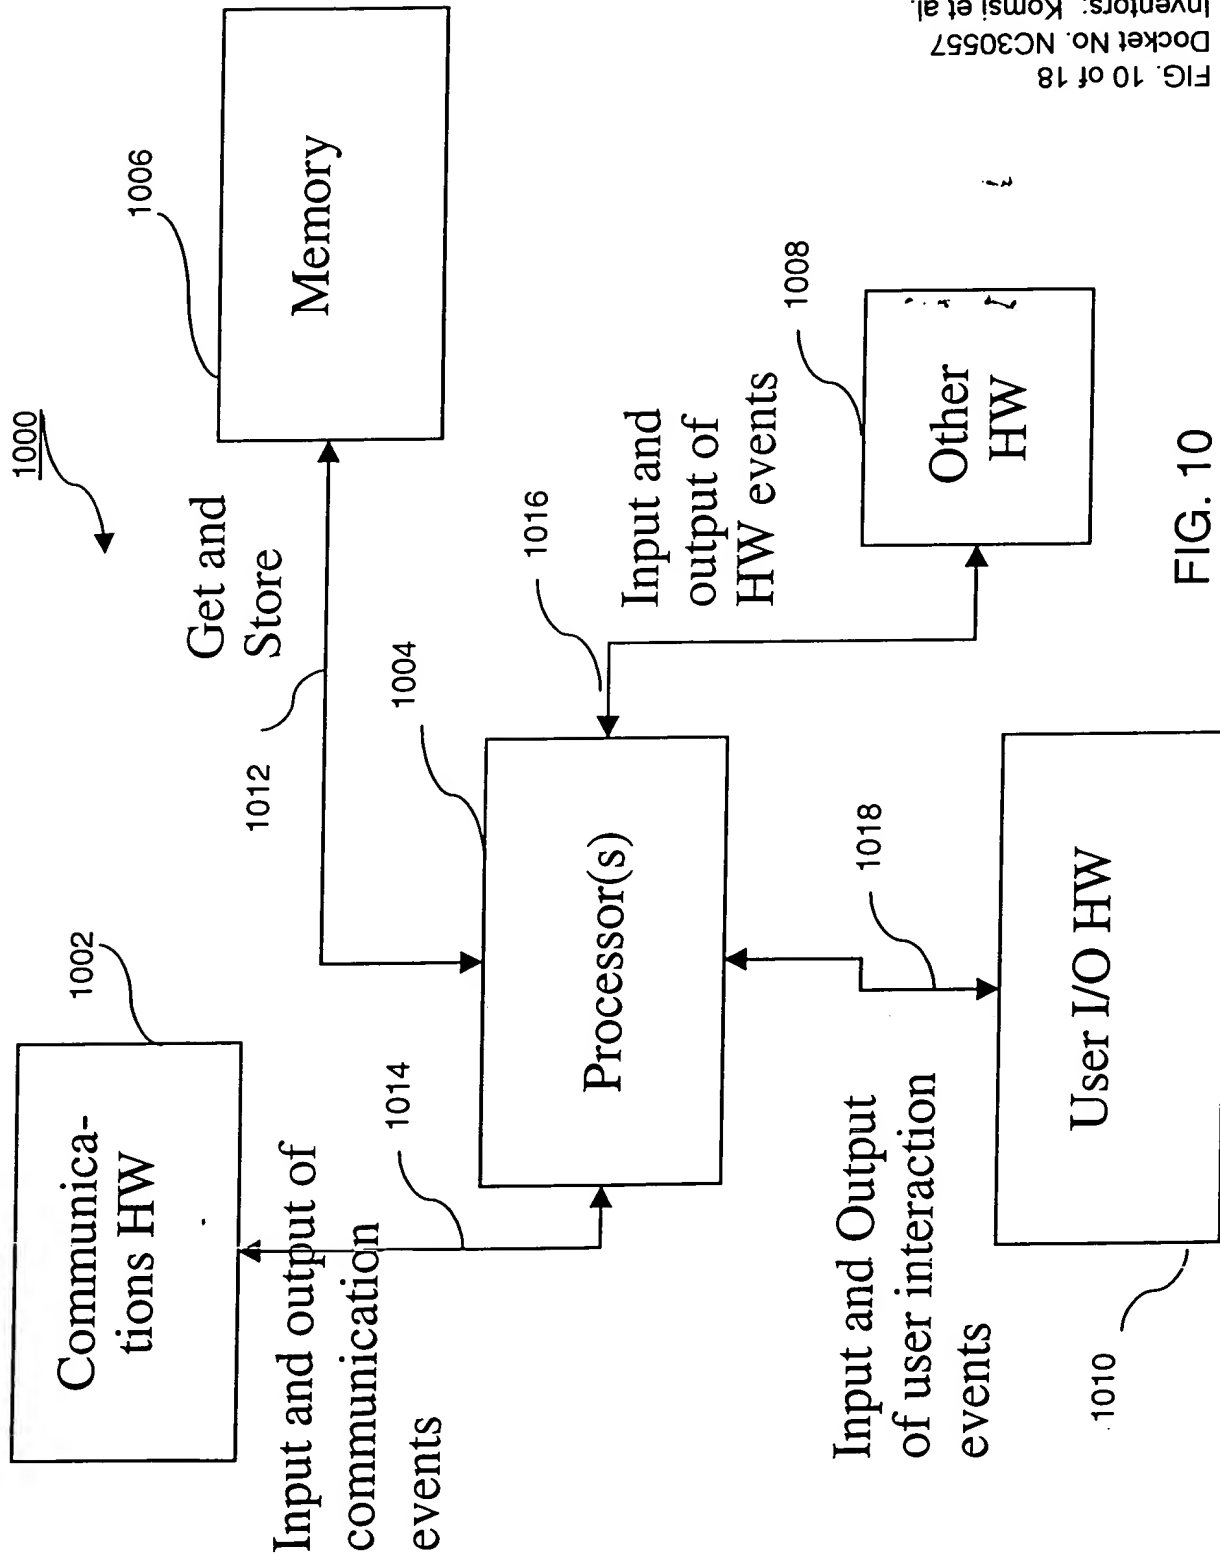 FIG. 10 of 18
Docket No. NC30557
Inventors: Komsi et al.
1000
1002
Communica-
tions HW
Input and output of
communication
events
1014
Get and
Store
1012
1006
Memory
1004
Processor(s)
1016
Input and
output of
HW events
1008
Other
HW
1018
Input and Output
of user interaction
events
User I/O HW
1010
FIG. 10